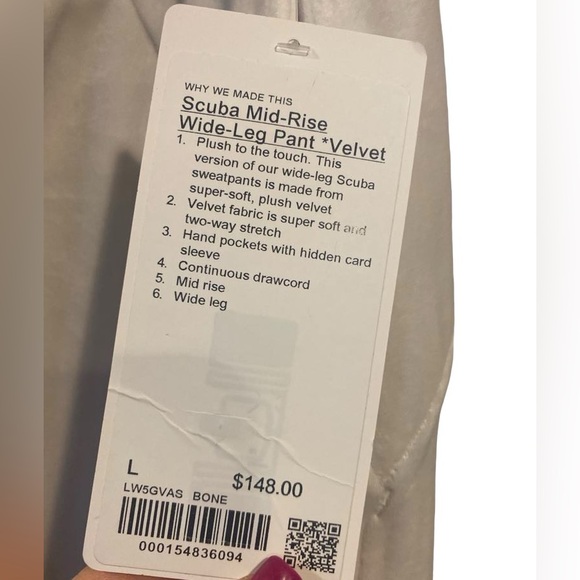 WHY WE MADE THIS
Scuba Mid-Rise
Wide-Leg Pant *Velvet
1. Plush to the touch. This
version of our wide-leg Scuba
sweatpants is made from
super-soft, plush velvet
2. Velvet fabric is super soft and
two-way stretch
3. Hand pockets with hidden card
sleeve
4. Continuous drawcord
5. Mid rise
6. Wide leg
L
$148.00
LW5GVAS BONE
000154836094